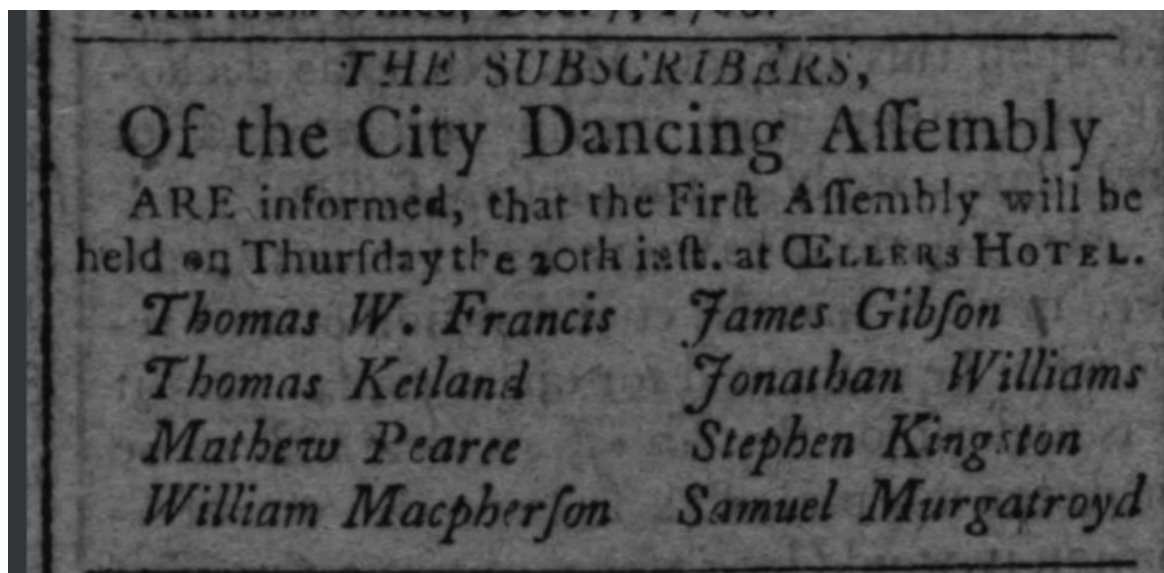 THE SUBSCRIBERS,
Of the City Dancing Aſſembly
ARE informed, that the Firſt Aſſembly will be
held on Thurſday the 20th inſt. at ŒLLERS HOTEL.
Thomas W. Francis James Gibſon
Thomas Ketland Jonathan Williams
Mathew Pearce Stephen Kingston
William Macpherſon Samuel Murgatroyd